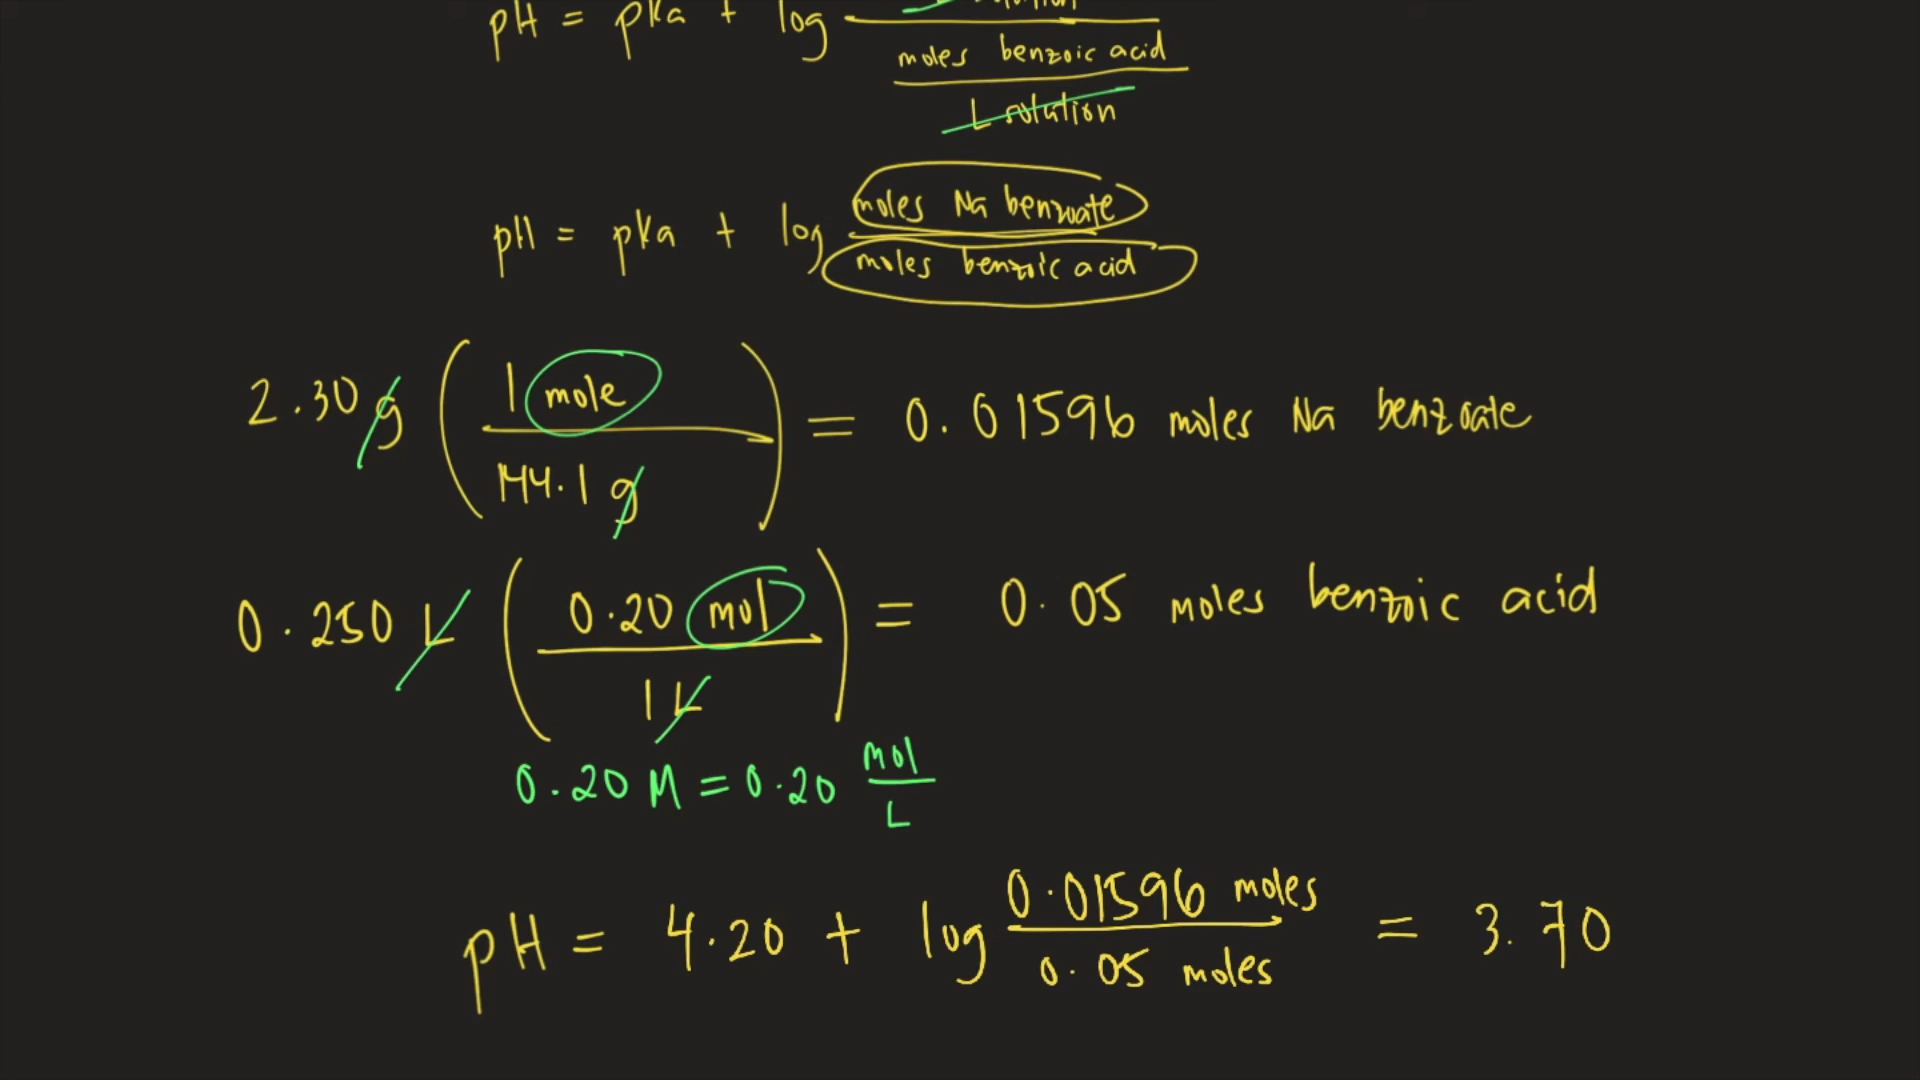 pH = pKa + log
moles benzoic acid
L solution
pH = pKa + log moles Na benzoate
moles benzoic acid
2.30 g ( 1 mole / 144.1 g ) = 0.01596 moles Na benzoate
0.250 L ( 0.20 mol / 1 L ) = 0.05 moles benzoic acid
0.20 M = 0.20 mol / L
pH = 4.20 + log 0.01596 moles / 0.05 moles = 3.70